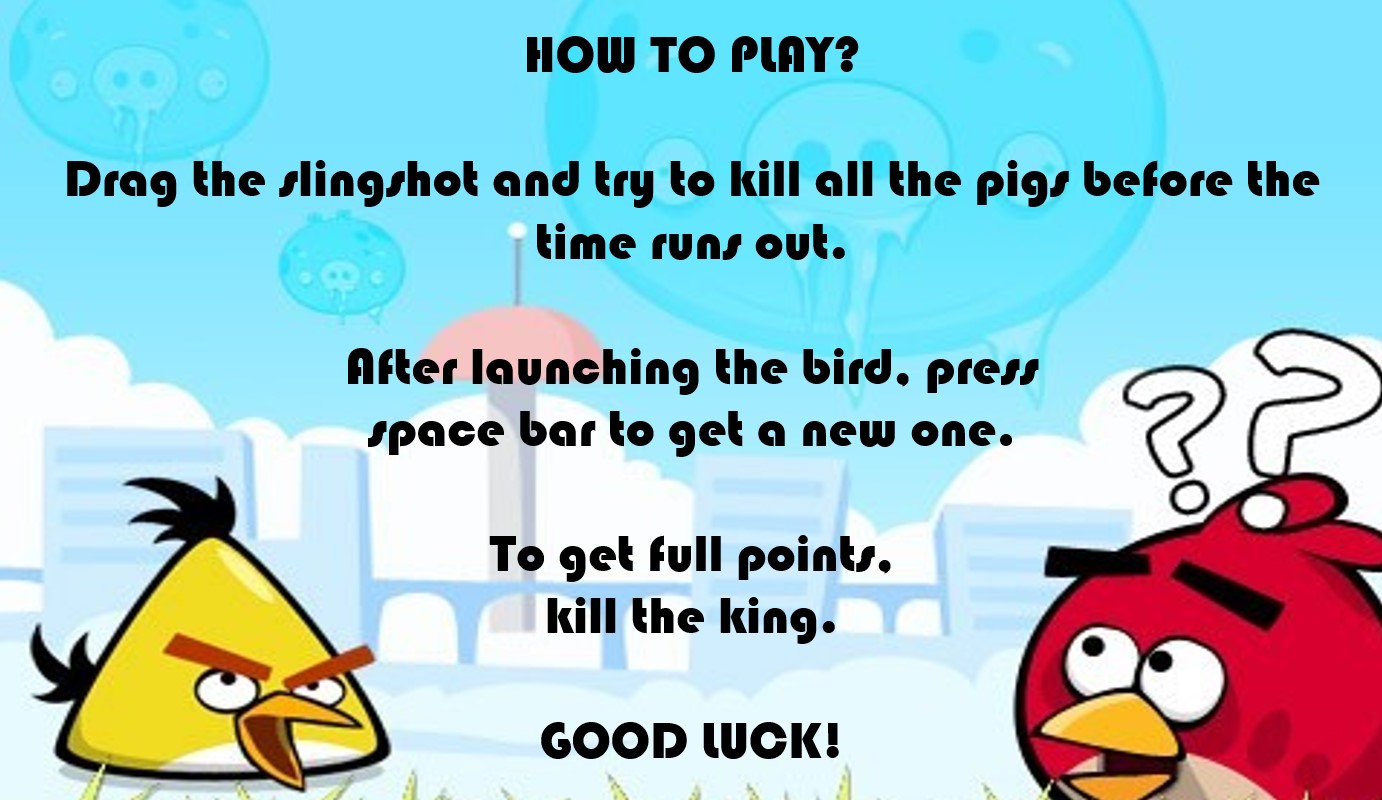 HOW TO PLAY?
Drag the slingshot and try to kill all the pigs before the
time runs out.
After launching the bird, press
space bar to get a new one.
To get full points,
kill the king.
GOOD LUCK!